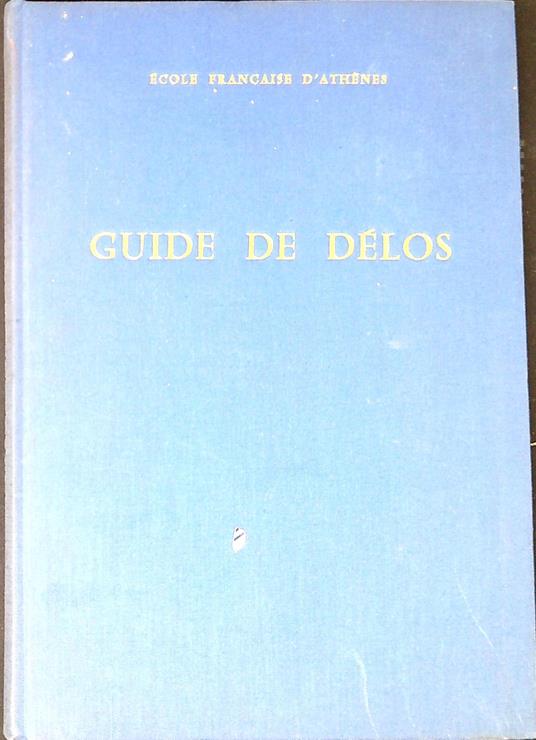 ÉCOLE FRANÇAISE D'ATHÈNES
GUIDE DE DÉLOS